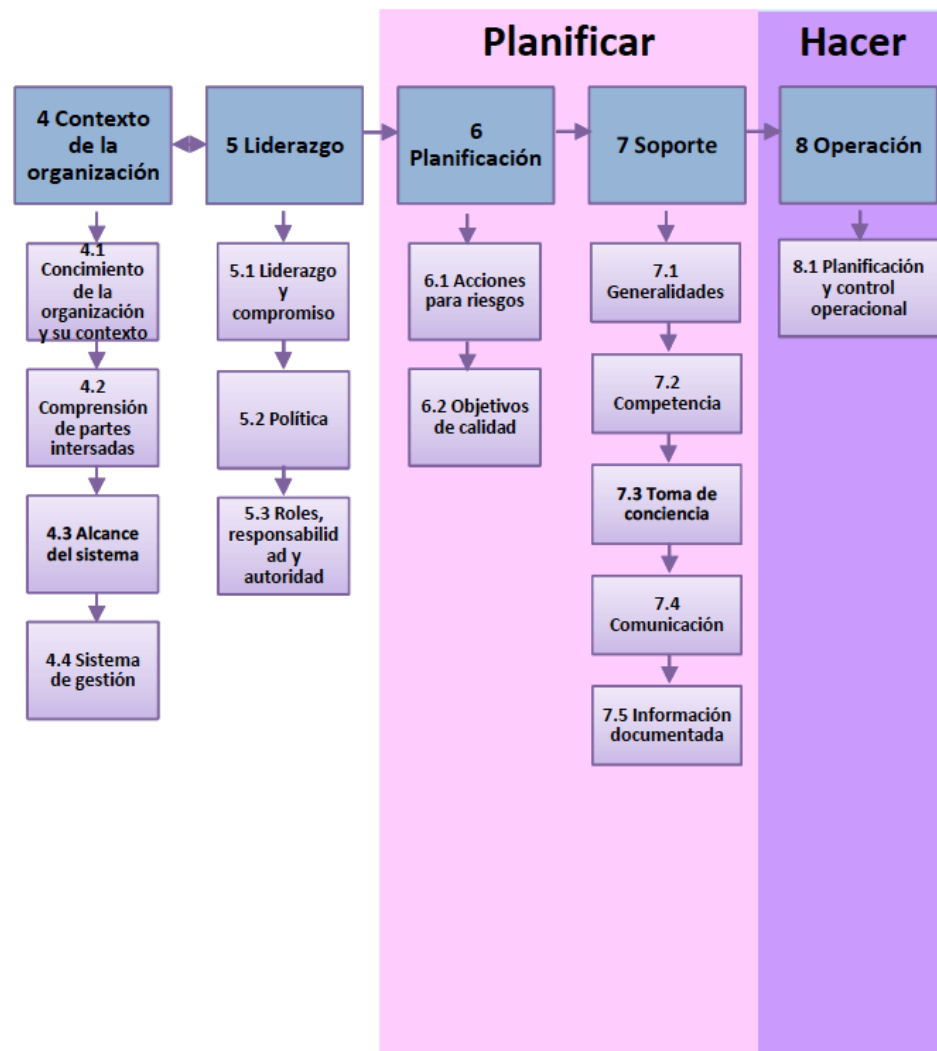 Planificar
Hacer
4 Contexto
de la
organización
5 Liderazgo
6
Planificación
7 Soporte
8 Operación
4.1
Concimiento
de la
organización
y su contexto
4.2
Comprensión
de partes
intersadas
4.3 Alcance
del sistema
4.4 Sistema
de gestión
5.1 Liderazgo
y
compromiso
5.2 Política
5.3 Roles,
responsabilid
ad y
autoridad
6.1 Acciones
para riesgos
6.2 Objetivos
de calidad
7.1
Generalidades
7.2
Competencia
7.3 Toma de
conciencia
7.4
Comunicación
7.5 Información
documentada
8.1 Planificación
y control
operacional